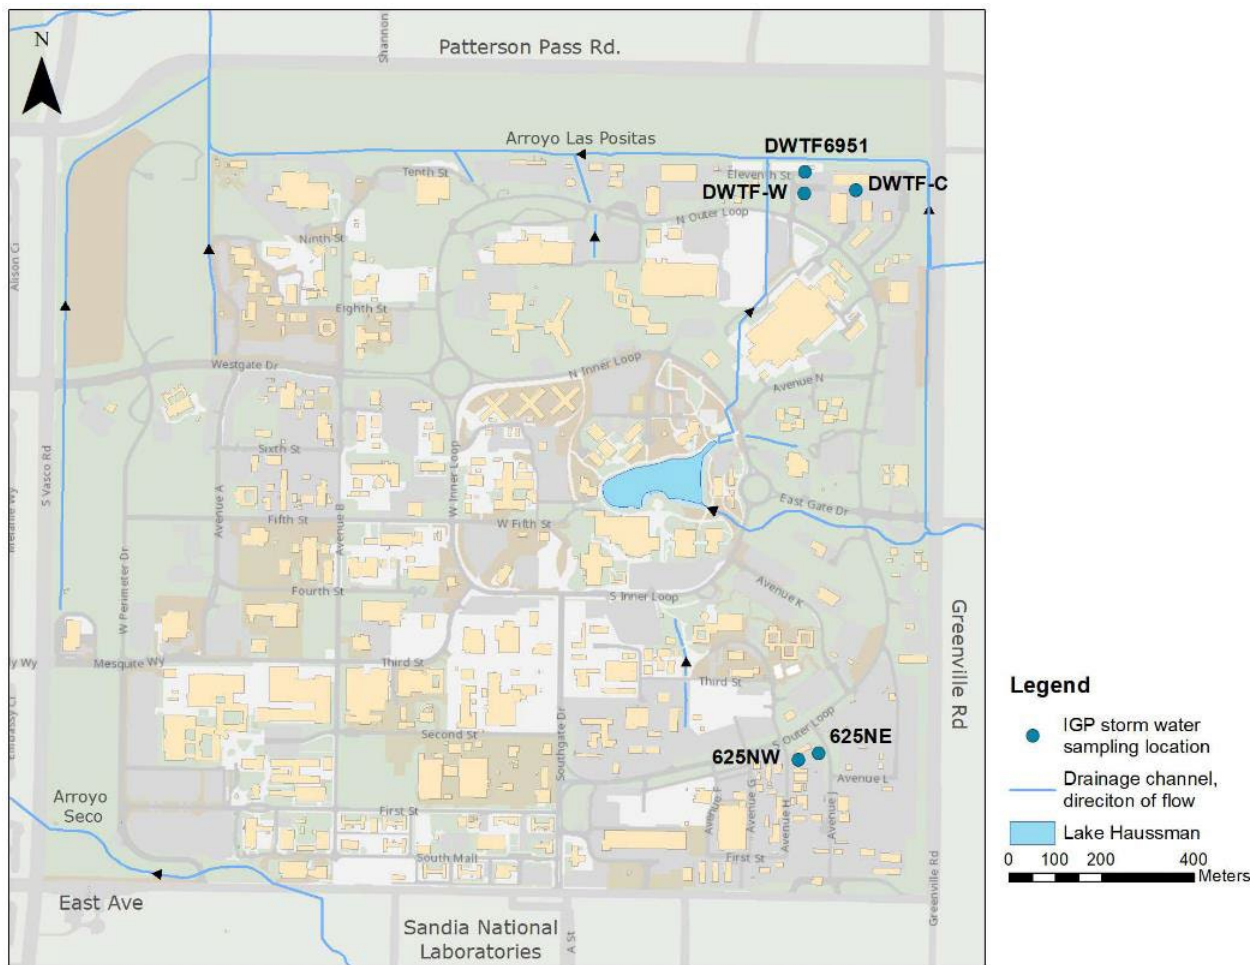 N
Shannon
Patterson Pass Rd.
Arroyo Las Positas
DWTF6951
Eleventh St
Tenth St
DWTF-W
DWTF-C
N Outer Loop
Ninth St
Alison Cr
Eighth St
Westgate Dr
N Inner Loop
Avenue N
S Vasco Rd
Sixth St
W Inner Loop
Avenue A
Avenue B
East Gate Dr
Fifth St
W Fifth St
W Perimeter Dr
Fourth St
S Inner Loop
Avenue K
Greenville Rd
Mesquite Wy
Third St
Third St
Southgate Dr
S Outer Loop
Second St
625NW
625NE
Avenue L
Arroyo
Seco
First St
Avenue F
Avenue G
Avenue H
Avenue J
South Mall
First St
East Ave
Sandia National
Laboratories
A St
Greenville Rd
Legend
IGP storm water
sampling location
Drainage channel,
direciton of flow
Lake Haussman
0 100 200 400
Meters